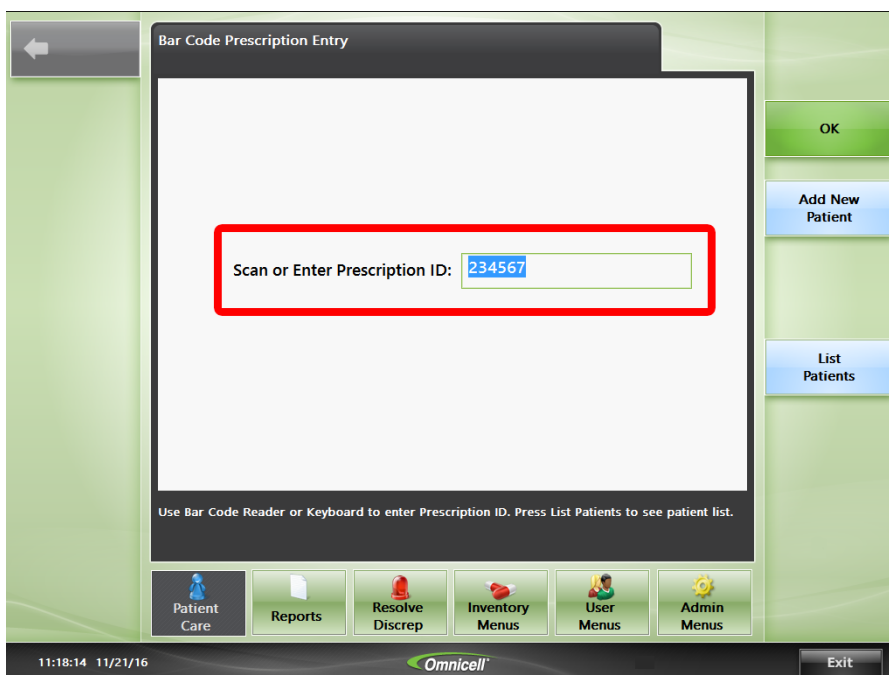 Bar Code Prescription Entry
OK
Add New
Patient
Scan or Enter Prescription ID: 234567
List
Patients
Use Bar Code Reader or Keyboard to enter Prescription ID. Press List Patients to see patient list.
Patient
Care
Reports
Resolve
Discrep
Inventory
Menus
User
Menus
Admin
Menus
11:18:14 11/21/16
Omnicell
Exit